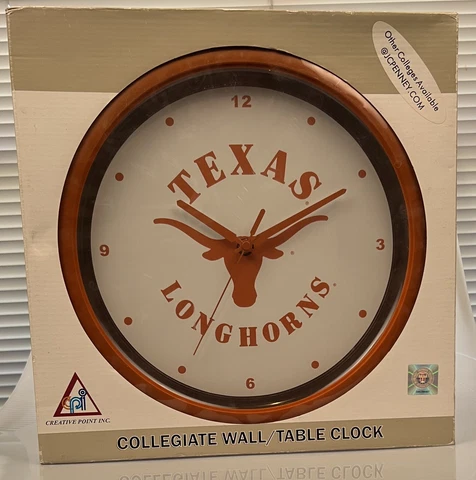 Other Colleges Available
@JCPENNEY.COM
12
TEXAS
9
3
LONGHORNS
6
cpi
CREATIVE POINT INC.
COLLEGIATE WALL/TABLE CLOCK